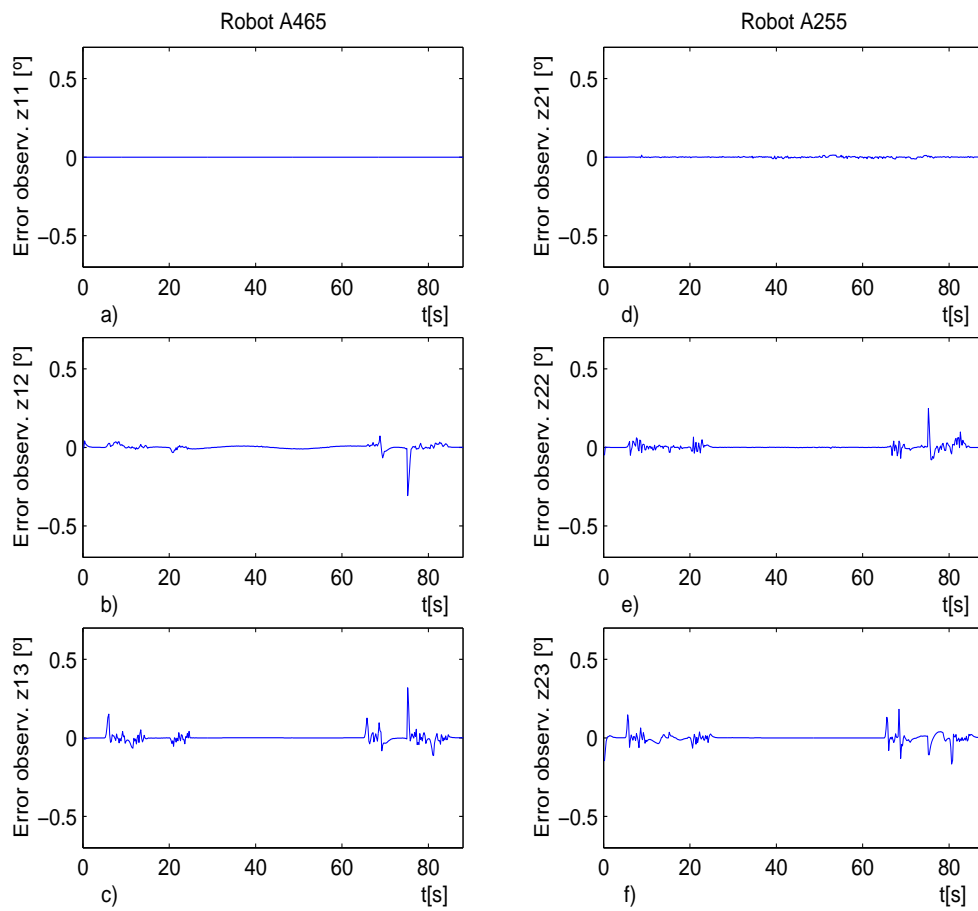 Robot A465
Error observ. z11 [º]
0.5
0
−0.5
0 20 40 60 80
a) t[s]
Robot A255
Error observ. z21 [º]
0.5
0
−0.5
0 20 40 60 80
d) t[s]
Error observ. z12 [º]
0.5
0
−0.5
0 20 40 60 80
b) t[s]
Error observ. z22 [º]
0.5
0
−0.5
0 20 40 60 80
e) t[s]
Error observ. z13 [º]
0.5
0
−0.5
0 20 40 60 80
c) t[s]
Error observ. z23 [º]
0.5
0
−0.5
0 20 40 60 80
f) t[s]